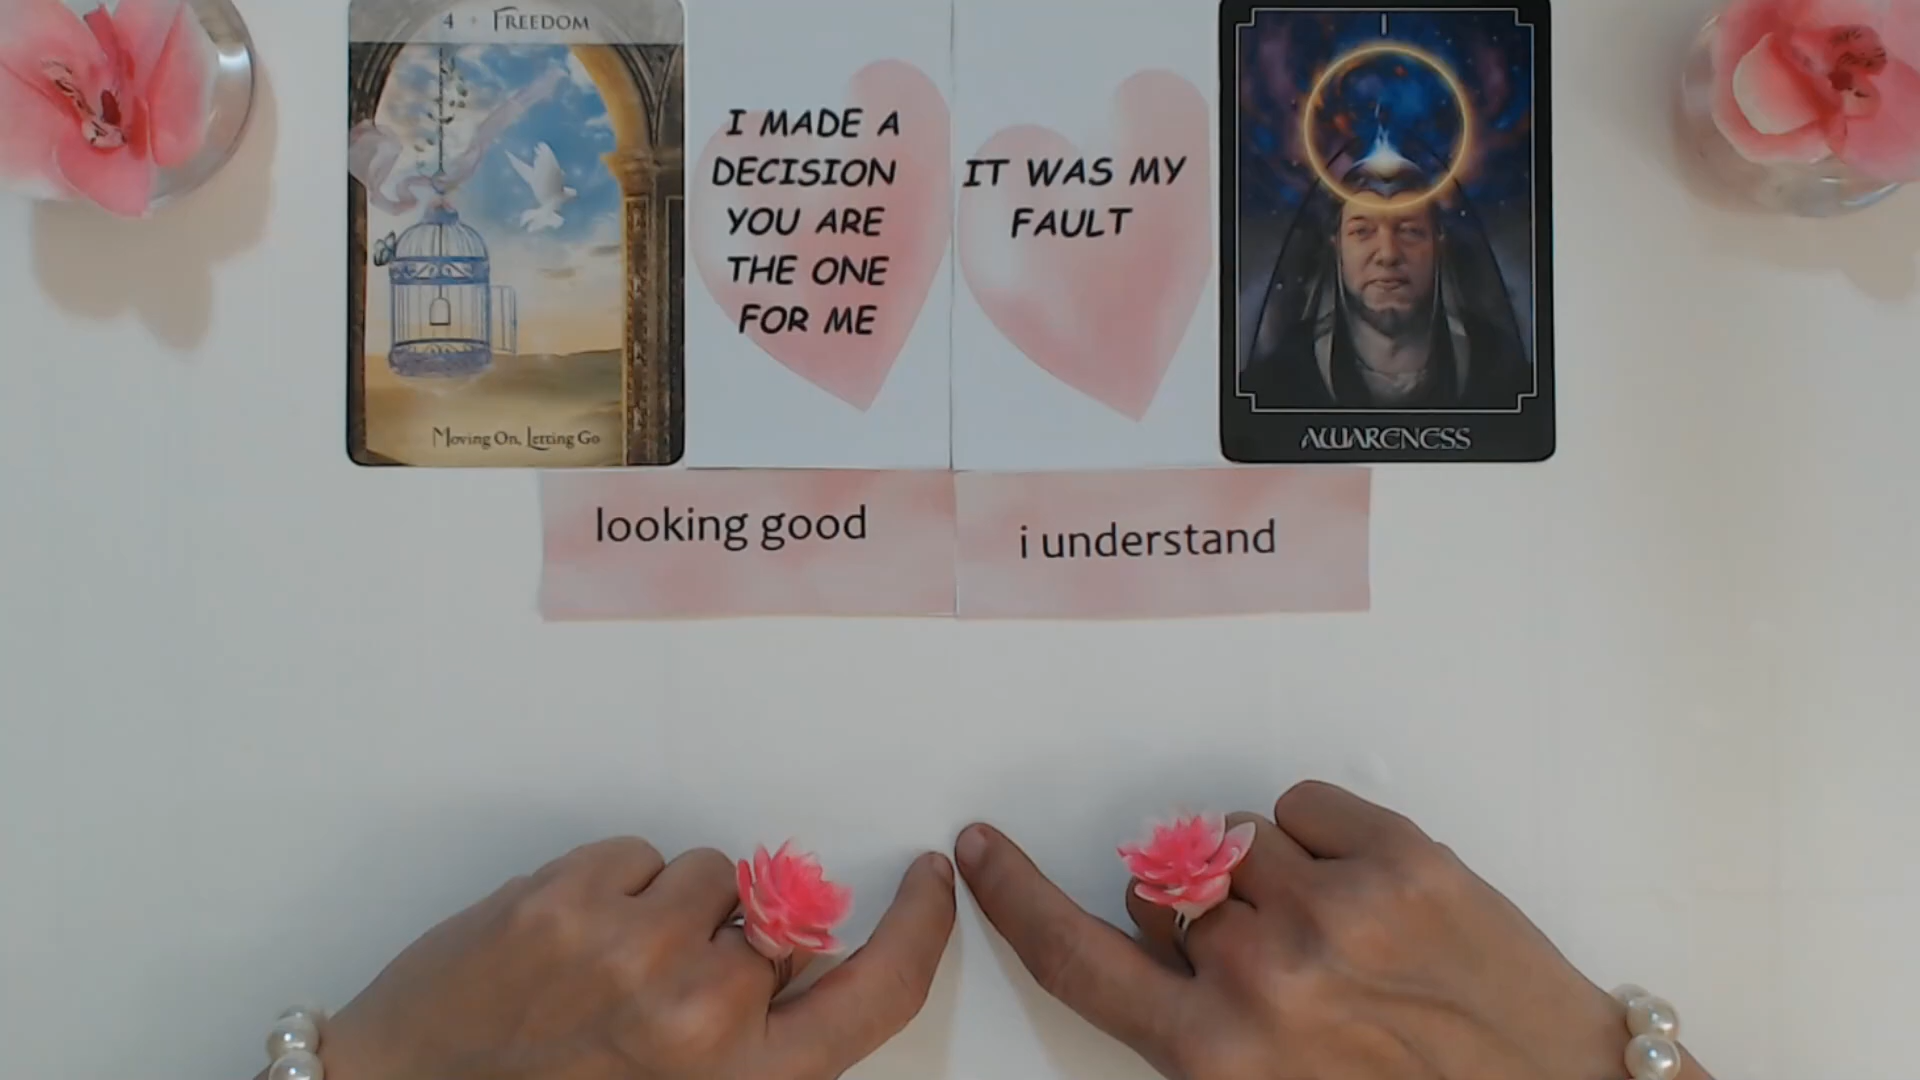 4 + FREEDOM
Moving On, Letting Go
I MADE A
DECISION
YOU ARE
THE ONE
FOR ME
IT WAS MY
FAULT
I
AWARENESS
looking good
i understand